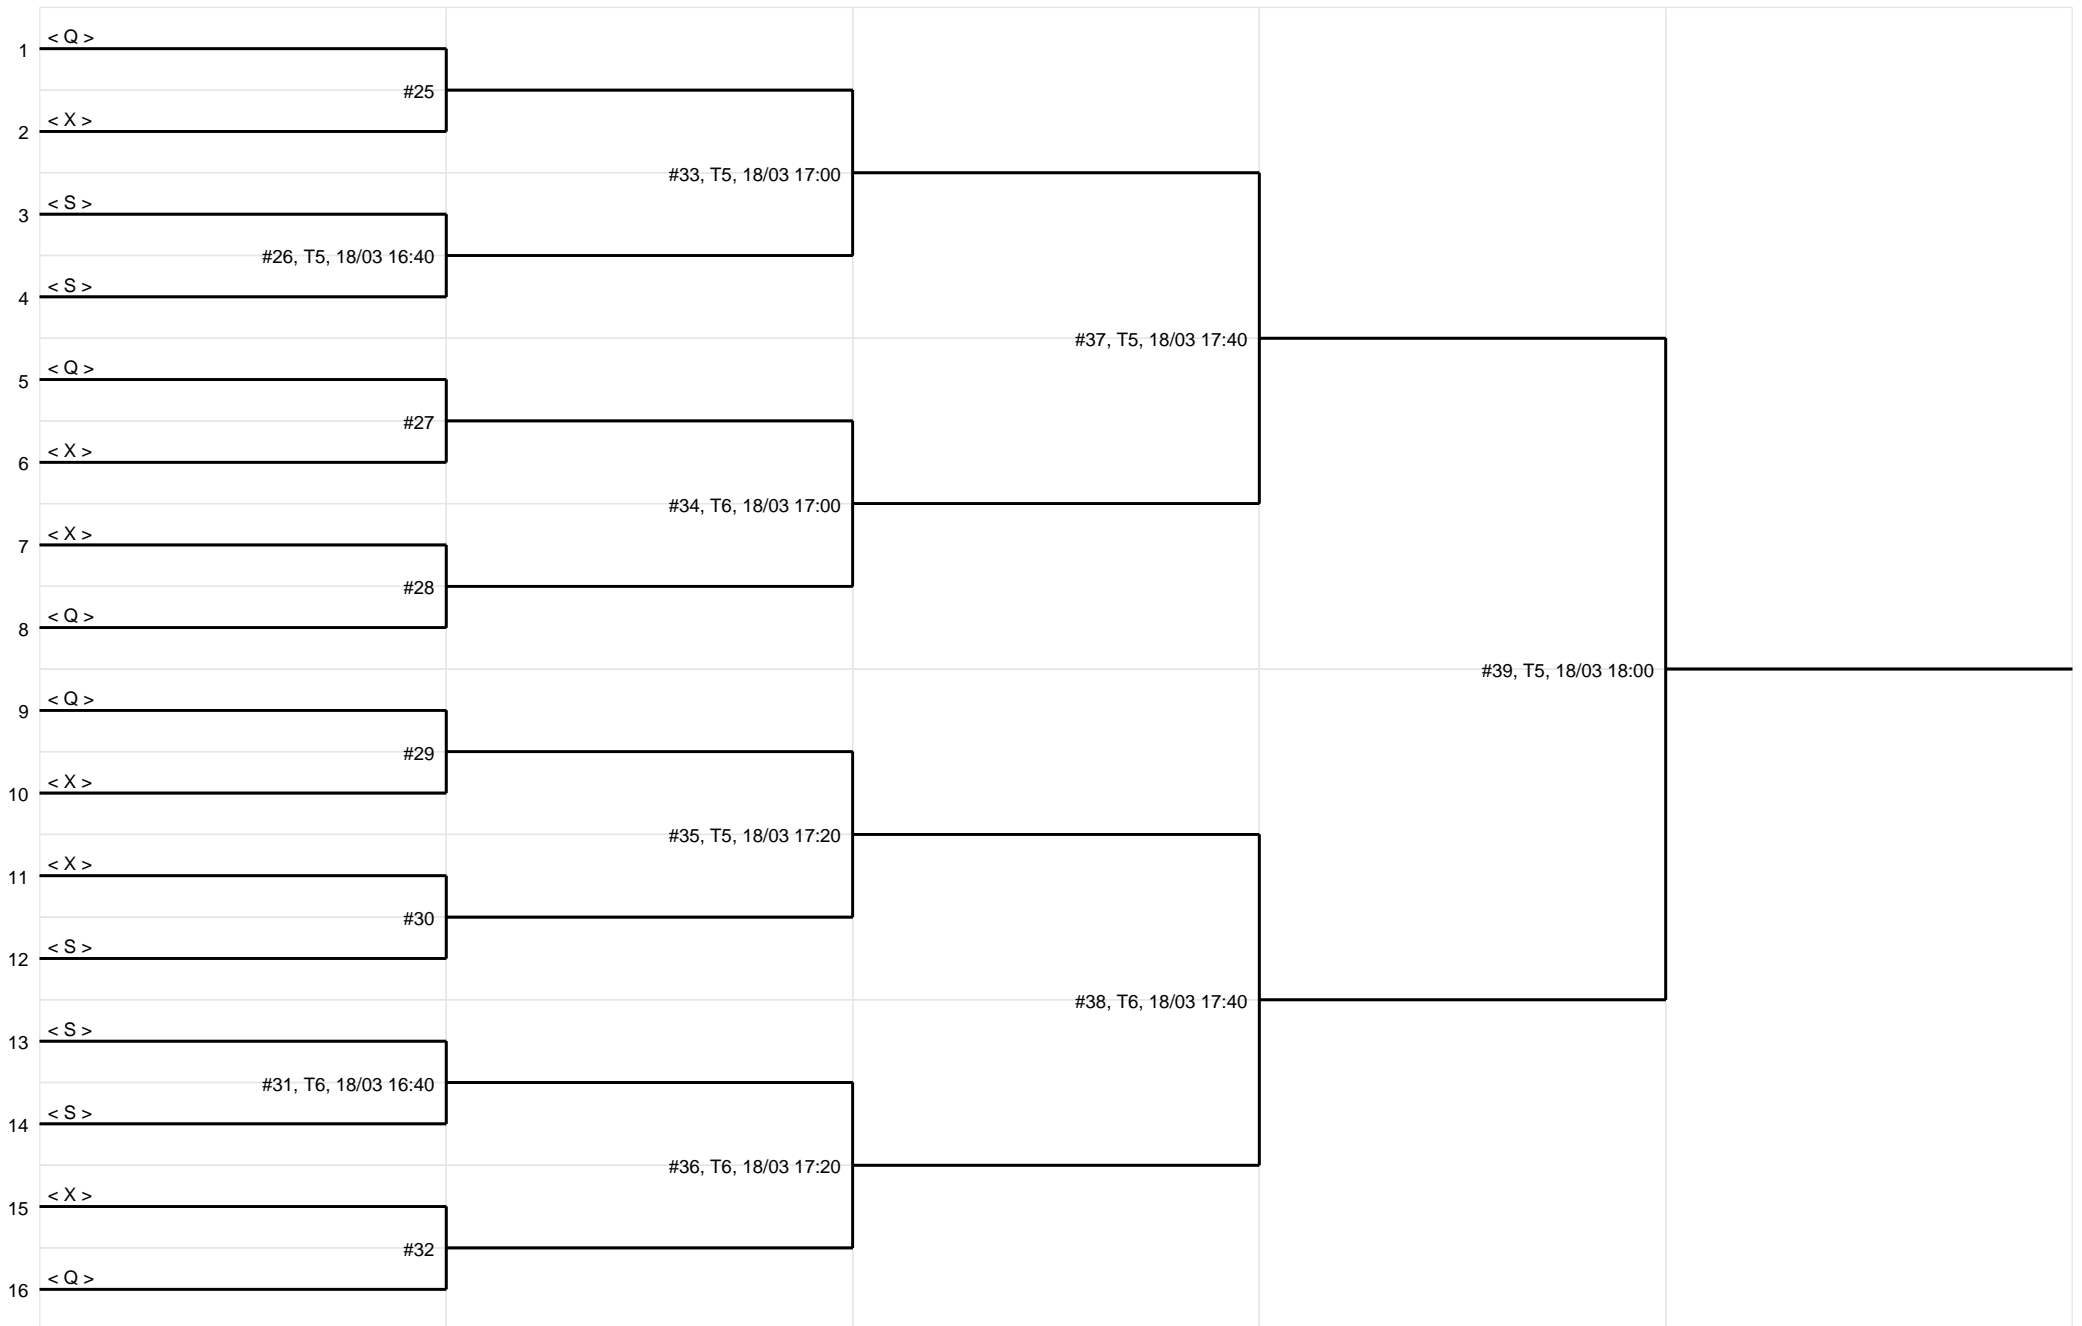 < Q >
1
#25
< X >
2
#33, T5, 18/03 17:00
< S >
3
#26, T5, 18/03 16:40
< S >
4
#37, T5, 18/03 17:40
< Q >
5
#27
< X >
6
#34, T6, 18/03 17:00
< X >
7
#28
< Q >
8
#39, T5, 18/03 18:00
< Q >
9
#29
< X >
10
#35, T5, 18/03 17:20
< X >
11
#30
< S >
12
#38, T6, 18/03 17:40
< S >
13
#31, T6, 18/03 16:40
< S >
14
#36, T6, 18/03 17:20
< X >
15
#32
< Q >
16